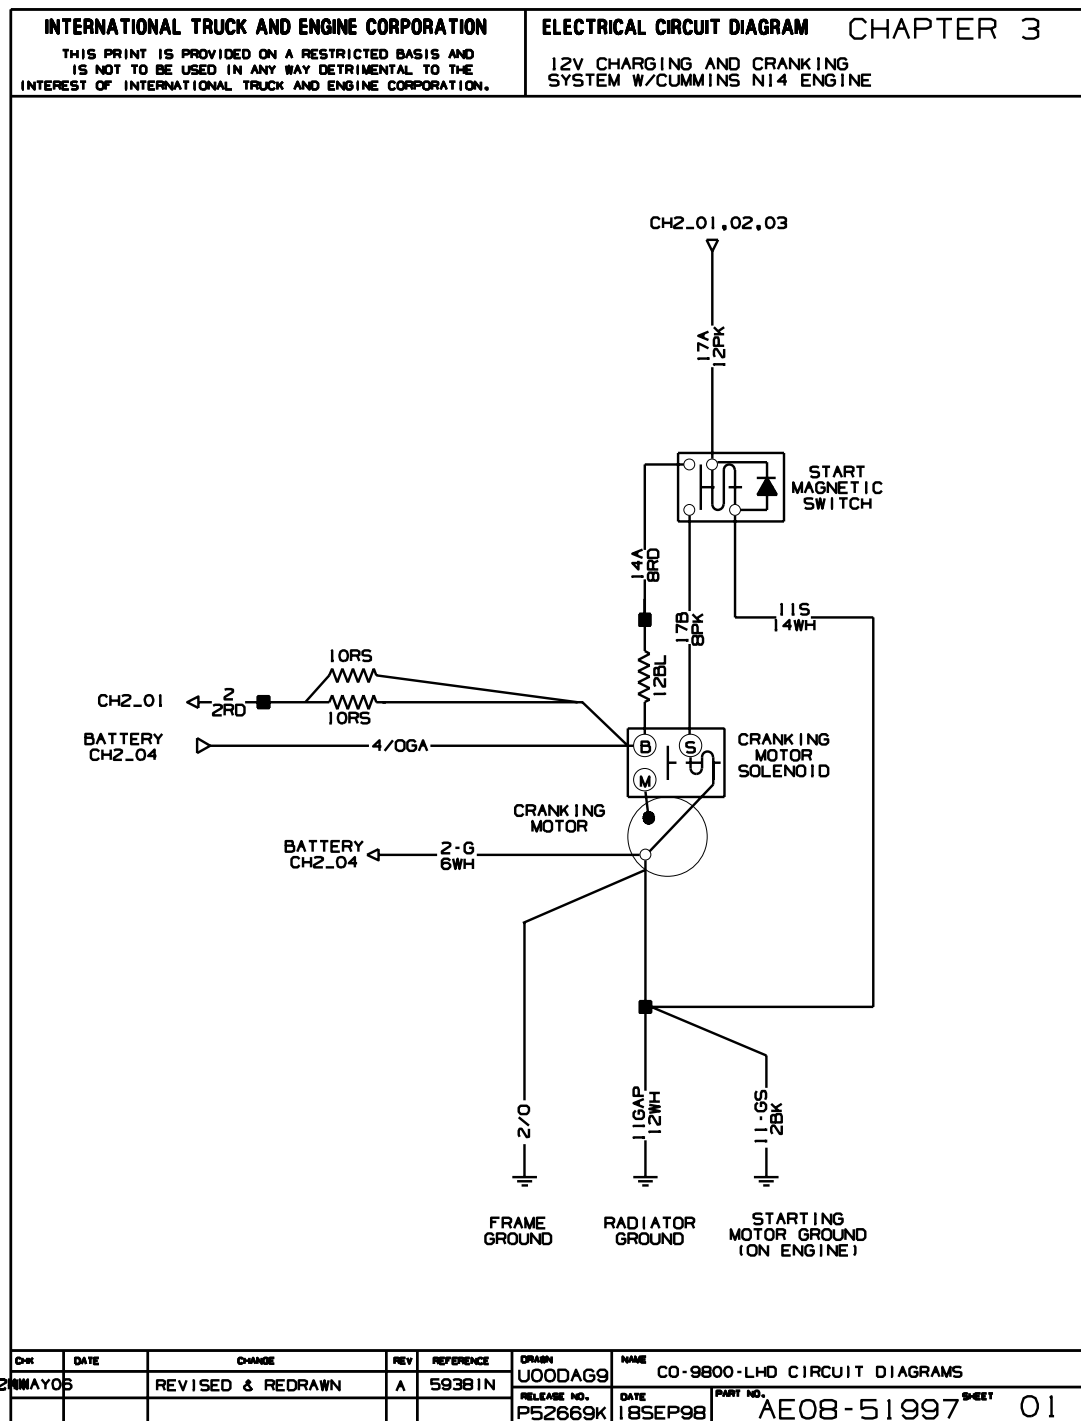 INTERNATIONAL TRUCK AND ENGINE CORPORATION
THIS PRINT IS PROVIDED ON A RESTRICTED BASIS AND
IS NOT TO BE USED IN ANY WAY DETRIMENTAL TO THE
INTEREST OF INTERNATIONAL TRUCK AND ENGINE CORPORATION.
ELECTRICAL CIRCUIT DIAGRAM CHAPTER 3
12V CHARGING AND CRANKING
SYSTEM W/CUMMINS N14 ENGINE
CH2_01,02,03
17A
12PK
START
MAGNETIC
SWITCH
14A
8RD
17B
8PK
11S
14WH
12BL
10RS
10RS
CH2_01
2
2RD
BATTERY
CH2_04
4/0GA
B
S
M
CRANKING
MOTOR
SOLENOID
CRANKING
MOTOR
BATTERY
CH2_04
2-G
6WH
2/0
11GAP
12WH
11-GS
2BK
FRAME
GROUND
RADIATOR
GROUND
STARTING
MOTOR GROUND
(ON ENGINE)
CHK DATE CHANGE REV REFERENCE
MAY06 REVISED & REDRAWN A 59381N
DRAWN
U00DAG9
NAME
CO-9800-LHD CIRCUIT DIAGRAMS
RELEASE NO.
P52669K
DATE
18SEP98
PART NO.
AE08-51997
SHEET
01